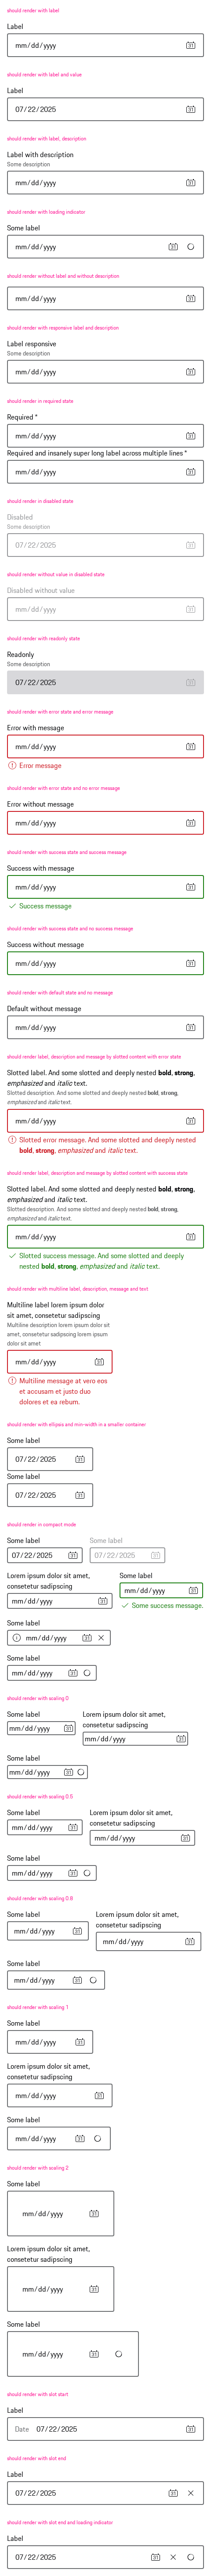 should render with label
Label
mm/dd/yyyy
should render with label and value
Label
07/22/2025
should render with label, description
Label with description
Some description
mm/dd/yyyy
should render with loading indicator
Some label
mm/dd/yyyy
should render without label and without description
mm/dd/yyyy
should render with responsive label and description
Label responsive
Some description
mm/dd/yyyy
should render in required state
Required *
mm/dd/yyyy
Required and insanely super long label across multiple lines *
mm/dd/yyyy
should render in disabled state
Disabled
Some description
07/22/2025
should render without value in disabled state
Disabled without value
mm/dd/yyyy
should render with readonly state
Readonly
Some description
07/22/2025
should render with error state and error message
Error with message
mm/dd/yyyy
Error message
should render with error state and no error message
Error without message
mm/dd/yyyy
should render with success state and success message
Success with message
mm/dd/yyyy
Success message
should render with success state and no success message
Success without message
mm/dd/yyyy
should render with default state and no message
Default without message
mm/dd/yyyy
should render label, description and message by slotted content with error state
Slotted label. And some slotted and deeply nested bold, strong,
emphasized and italic text.
Slotted description. And some slotted and deeply nested bold, strong,
emphasized and italic text.
mm/dd/yyyy
Slotted error message. And some slotted and deeply nested
bold, strong, emphasized and italic text.
should render label, description and message by slotted content with success state
Slotted label. And some slotted and deeply nested bold, strong,
emphasized and italic text.
Slotted description. And some slotted and deeply nested bold, strong,
emphasized and italic text.
mm/dd/yyyy
Slotted success message. And some slotted and deeply
nested bold, strong, emphasized and italic text.
should render with multiline label, description, message and text
Multiline label lorem ipsum dolor
sit amet, consetetur sadipscing
Multiline description lorem ipsum dolor sit
amet, consetetur sadipscing lorem ipsum
dolor sit amet
mm/dd/yyyy
Multiline message at vero eos
et accusam et justo duo
dolores et ea rebum.
should render with ellipsis and min-width in a smaller container
Some label
07/22/2025
Some label
07/22/2025
should render in compact mode
Some label Some label
07/22/2025 07/22/2025
Lorem ipsum dolor sit amet, Some label
consetetur sadipscing mm/dd/yyyy
mm/dd/yyyy Some success message.
Some label
mm/dd/yyyy
Some label
mm/dd/yyyy
should render with scaling 0
Some label Lorem ipsum dolor sit amet,
mm/dd/yyyy consetetur sadipscing
mm/dd/yyyy
Some label
mm/dd/yyyy
should render with scaling 0.5
Some label Lorem ipsum dolor sit amet,
mm/dd/yyyy consetetur sadipscing
mm/dd/yyyy
Some label
mm/dd/yyyy
should render with scaling 0.8
Some label Lorem ipsum dolor sit amet,
mm/dd/yyyy consetetur sadipscing
mm/dd/yyyy
Some label
mm/dd/yyyy
should render with scaling 1
Some label
mm/dd/yyyy
Lorem ipsum dolor sit amet,
consetetur sadipscing
mm/dd/yyyy
Some label
mm/dd/yyyy
should render with scaling 2
Some label
mm/dd/yyyy
Lorem ipsum dolor sit amet,
consetetur sadipscing
mm/dd/yyyy
Some label
mm/dd/yyyy
should render with slot start
Label
Date 07/22/2025
should render with slot end
Label
07/22/2025
should render with slot end and loading indicator
Label
07/22/2025